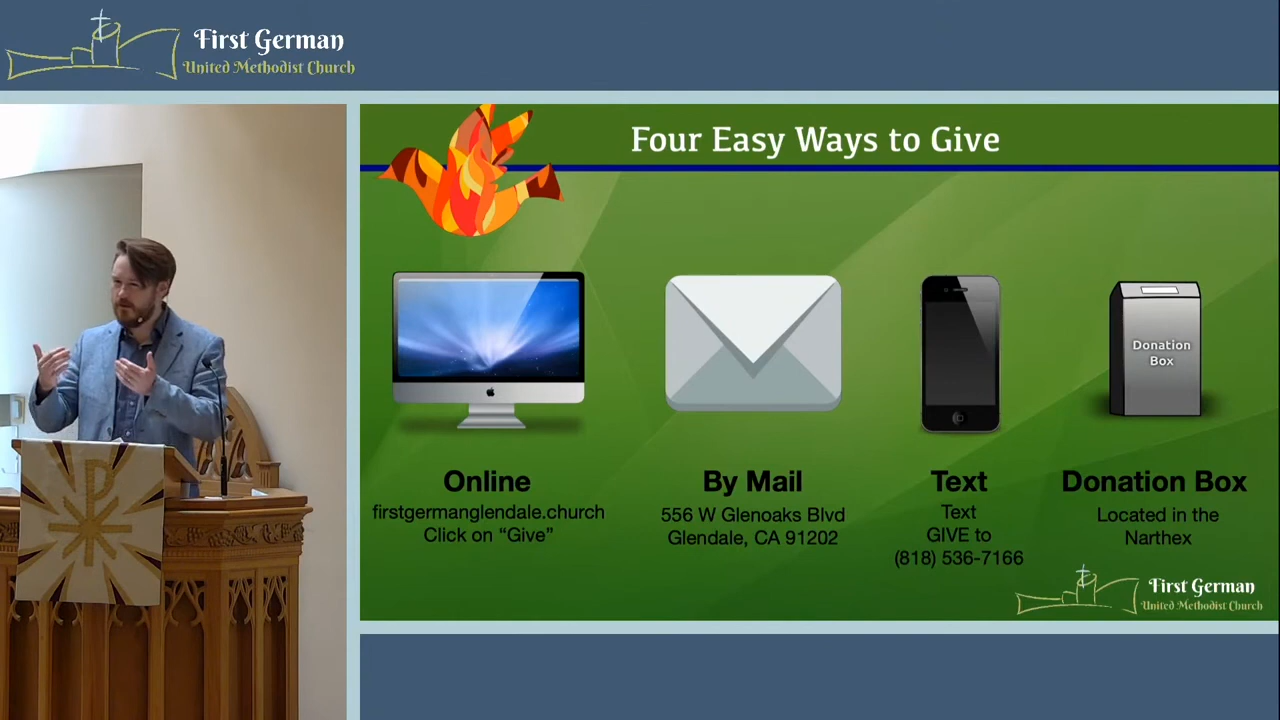 First German
United Methodist Church
Four Easy Ways to Give
Donation
Box
Online
firstgermanglendale.church
Click on “Give”
By Mail
556 W Glenoaks Blvd
Glendale, CA 91202
Text
Text
GIVE to
(818) 536-7166
Donation Box
Located in the
Narthex
First German
United Methodist Church